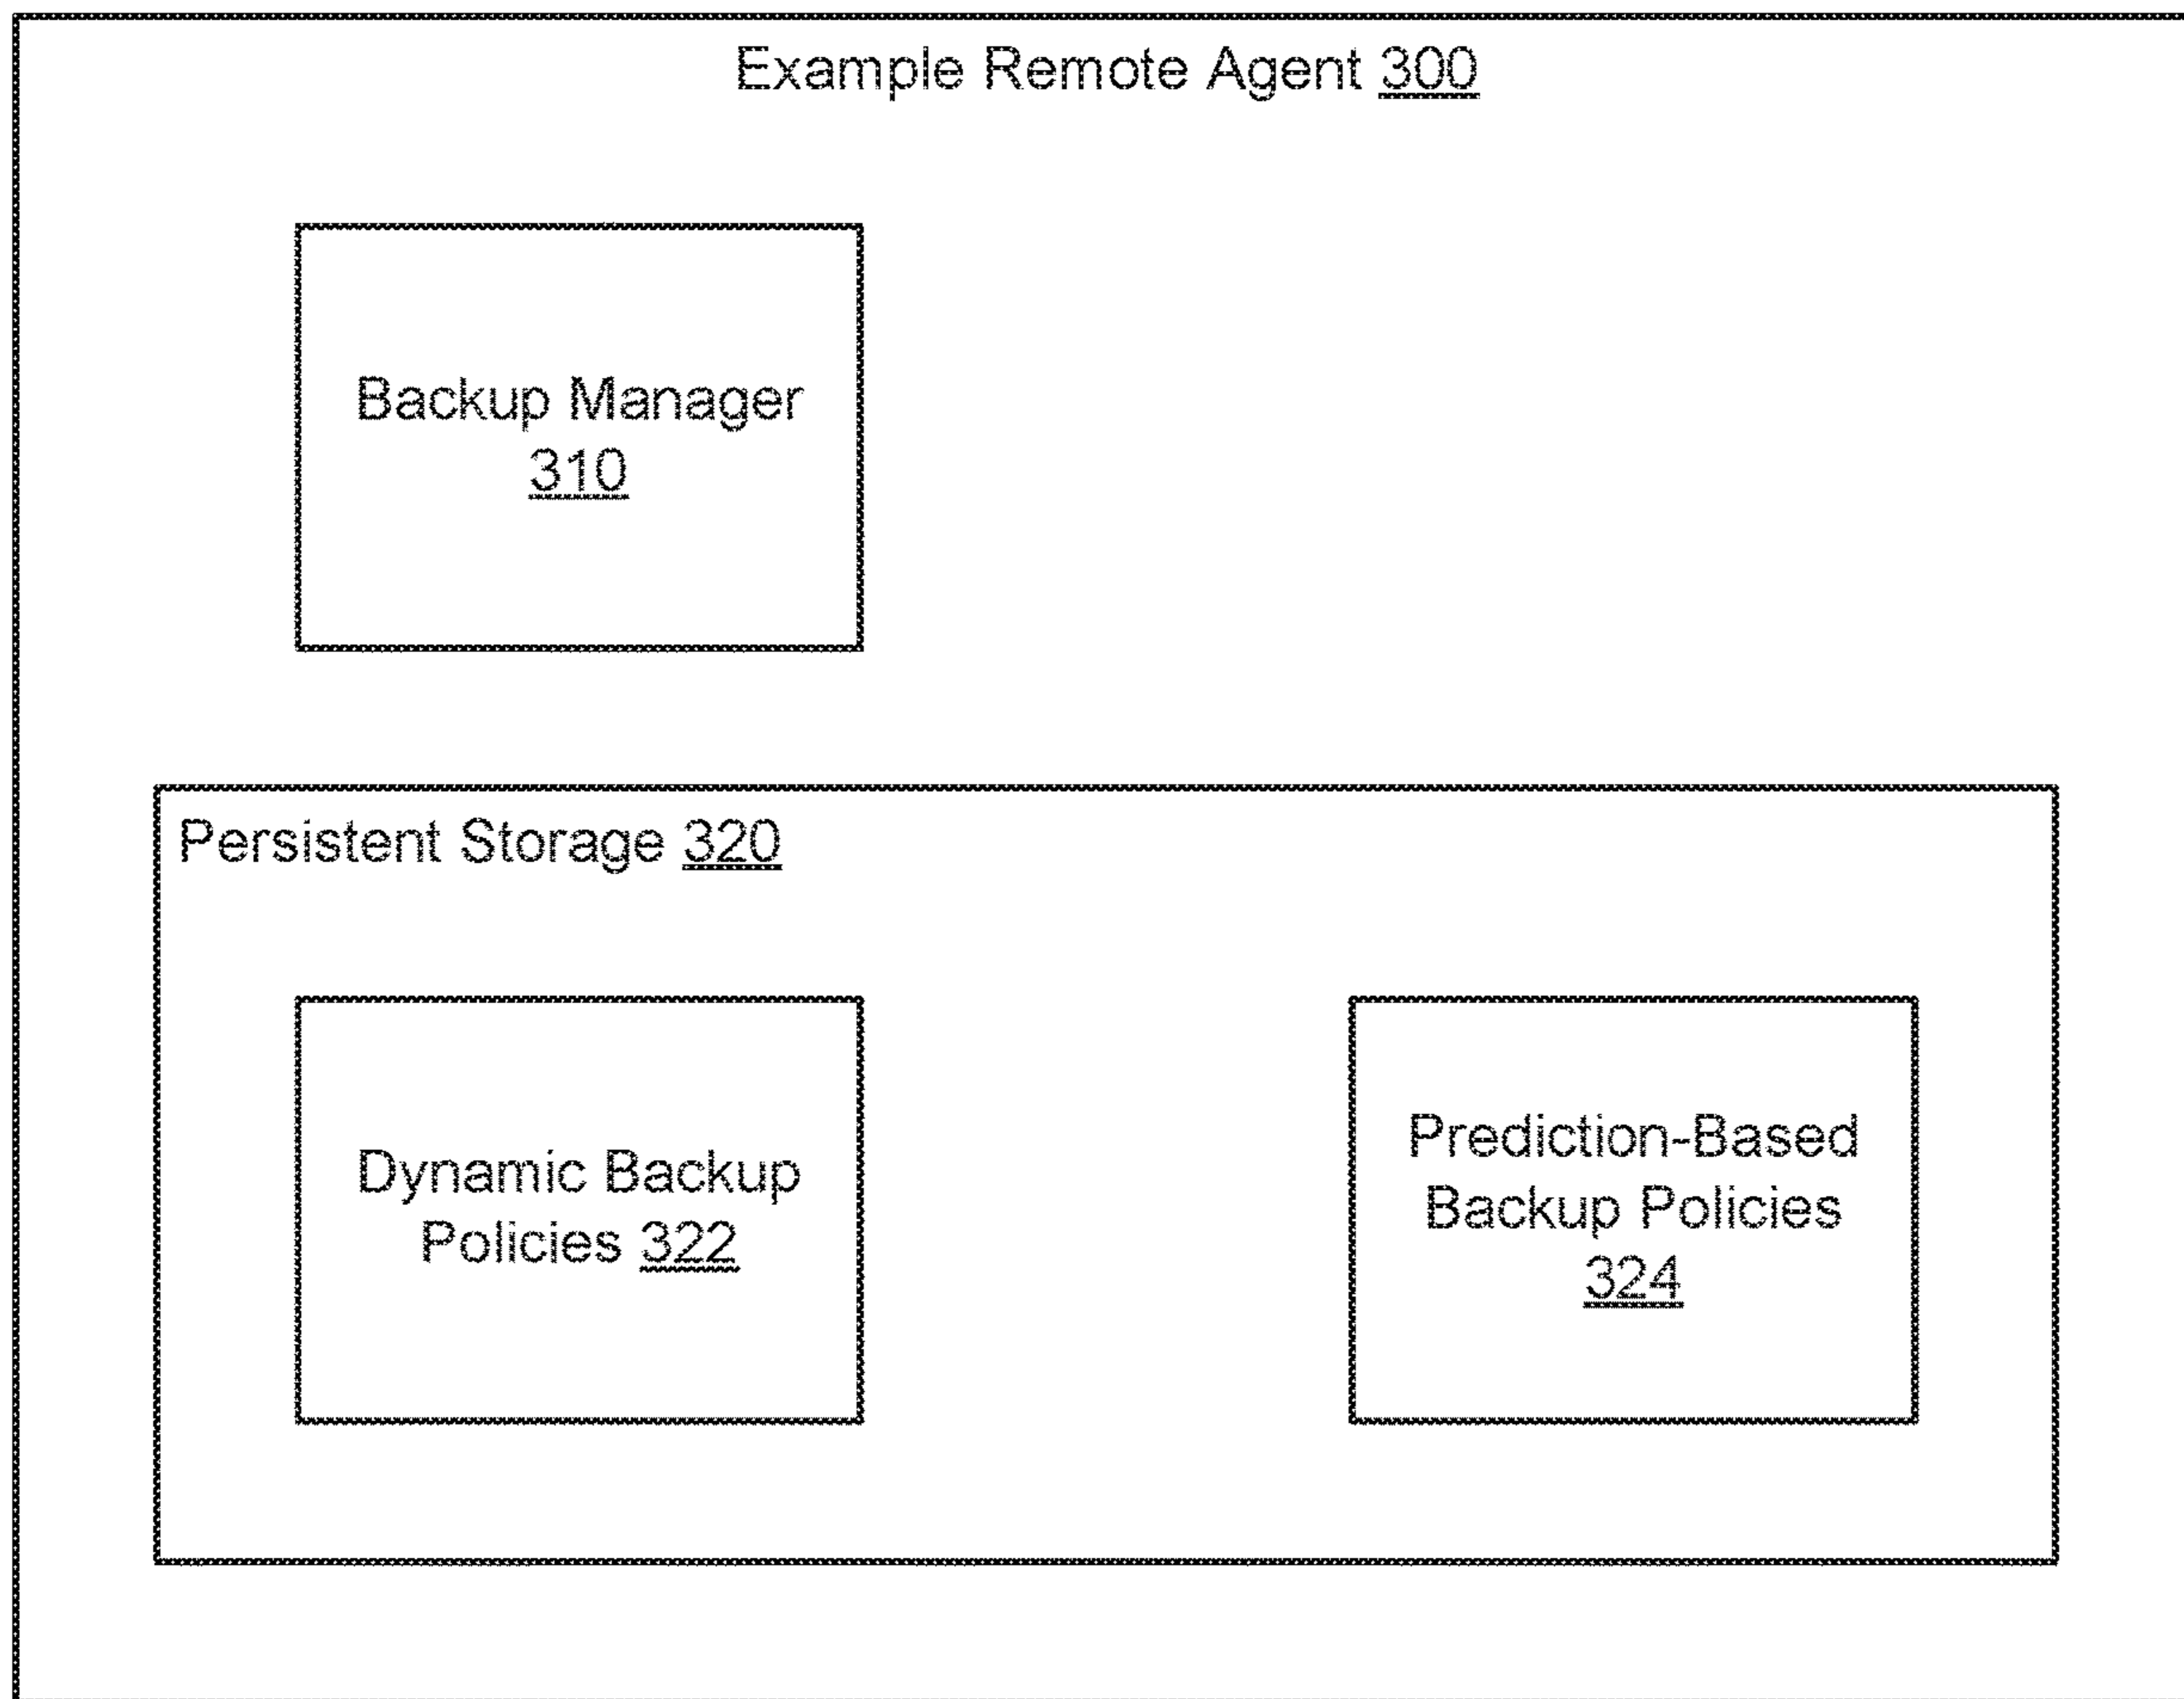 Example Remote Agent 300
Backup Manager
310
Persistent Storage 320
Dynamic Backup
Policies 322
Prediction-Based
Backup Policies
324